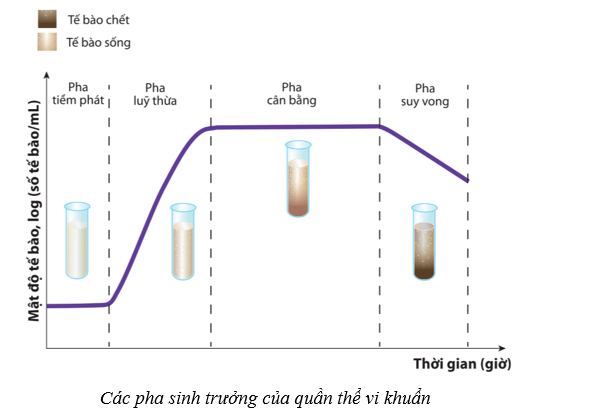 Tế bào chết
Tế bào sống
Pha
tiềm phát
Pha
luỹ thừa
Pha
cân bằng
Pha
suy vong
Mật độ tế bào, log (số tế bào/mL)
Thời gian (giờ)
Các pha sinh trưởng của quần thể vi khuẩn